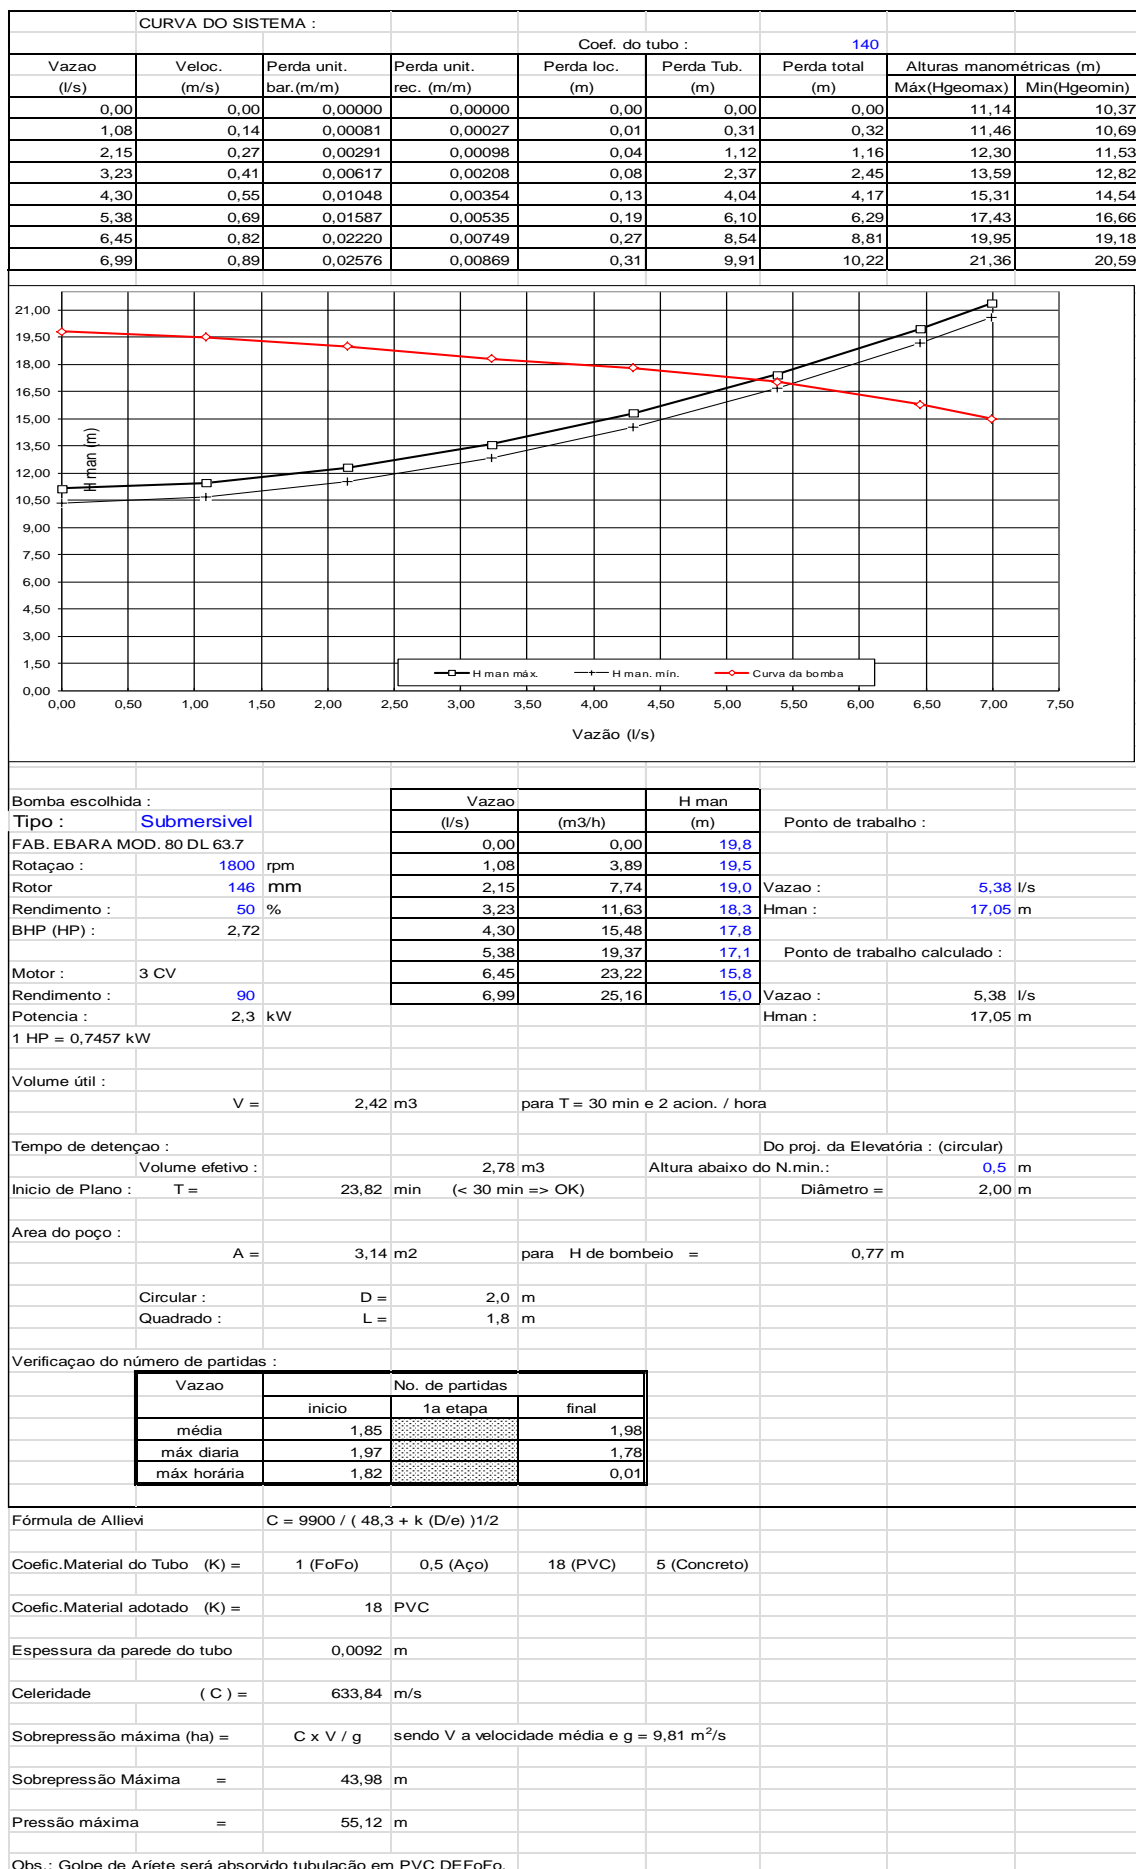 CURVA DO SISTEMA :
Coef. do tubo : 140
Vazao Veloc. Perda unit. Perda unit. Perda loc. Perda Tub. Perda total Alturas manométricas (m)
(l/s) (m/s) bar.(m/m) rec. (m/m) (m) (m) (m) Máx(Hgeomax) Min(Hgeomin)
0,00 0,00 0,00000 0,00000 0,00 0,00 0,00 11,14 10,37
1,08 0,14 0,00081 0,00027 0,01 0,31 0,32 11,46 10,69
2,15 0,27 0,00291 0,00098 0,04 1,12 1,16 12,30 11,53
3,23 0,41 0,00617 0,00208 0,08 2,37 2,45 13,59 12,82
4,30 0,55 0,01048 0,00354 0,13 4,04 4,17 15,31 14,54
5,38 0,69 0,01587 0,00535 0,19 6,10 6,29 17,43 16,66
6,45 0,82 0,02220 0,00749 0,27 8,54 8,81 19,95 19,18
6,99 0,89 0,02576 0,00869 0,31 9,91 10,22 21,36 20,59
21,00
19,50
18,00
16,50
15,00
13,50
12,00
10,50
9,00
7,50
6,00
4,50
3,00
1,50
0,00
H man (m)
H man máx. H man. mín. Curva da bomba
0,00 0,50 1,00 1,50 2,00 2,50 3,00 3,50 4,00 4,50 5,00 5,50 6,00 6,50 7,00 7,50
Vazão (l/s)
Bomba escolhida : Vazao H man
Tipo : Submersivel (l/s) (m3/h) (m) Ponto de trabalho :
FAB. EBARA MOD. 80 DL 63.7 0,00 0,00 19,8
Rotaçao : 1800 rpm 1,08 3,89 19,5
Rotor 146 mm 2,15 7,74 19,0 Vazao : 5,38 l/s
Rendimento : 50 % 3,23 11,63 18,3 Hman : 17,05 m
BHP (HP) : 2,72 4,30 15,48 17,8
5,38 19,37 17,1 Ponto de trabalho calculado :
Motor : 3 CV 6,45 23,22 15,8
Rendimento : 90 6,99 25,16 15,0 Vazao : 5,38 l/s
Potencia : 2,3 kW Hman : 17,05 m
1 HP = 0,7457 kW
Volume útil :
V = 2,42 m3 para T = 30 min e 2 acion. / hora
Tempo de detençao : Do proj. da Elevatória : (circular)
Volume efetivo : 2,78 m3 Altura abaixo do N.min.: 0,5 m
Inicio de Plano : T = 23,82 min (< 30 min => OK) Diâmetro = 2,00 m
Area do poço :
A = 3,14 m2 para H de bombeio = 0,77 m
Circular : D = 2,0 m
Quadrado : L = 1,8 m
Verificaçao do número de partidas :
Vazao No. de partidas
inicio 1a etapa final
média 1,85 1,98
máx diaria 1,97 1,78
máx horária 1,82 0,01
Fórmula de Allievi C = 9900 / ( 48,3 + k (D/e) )1/2
Coefic.Material do Tubo (K) = 1 (FoFo) 0,5 (Aço) 18 (PVC) 5 (Concreto)
Coefic.Material adotado (K) = 18 PVC
Espessura da parede do tubo 0,0092 m
Celeridade ( C ) = 633,84 m/s
Sobrepressão máxima (ha) = C x V / g sendo V a velocidade média e g = 9,81 m²/s
Sobrepressão Máxima = 43,98 m
Pressão máxima = 55,12 m
Obs.: Golpe de Aríete será absorvido tubulação em PVC DEFoFo.